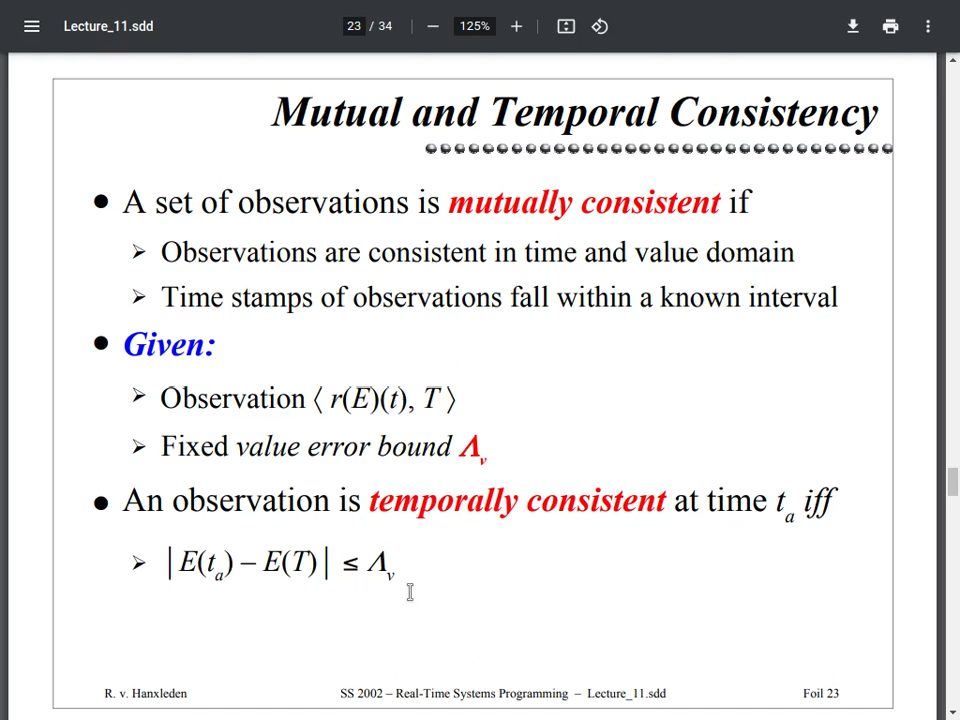 Lecture_11.sdd
23 / 34
125%
Mutual and Temporal Consistency
● A set of observations is mutually consistent if
➢ Observations are consistent in time and value domain
➢ Time stamps of observations fall within a known interval
● Given:
➢ Observation ⟨ r(E)(t), T ⟩
➢ Fixed value error bound Λv
● An observation is temporally consistent at time ta iff
➢ | E(ta) – E(T) | ≤ Λv
R. v. Hanxleden SS 2002 – Real-Time Systems Programming – Lecture_11.sdd Foil 23